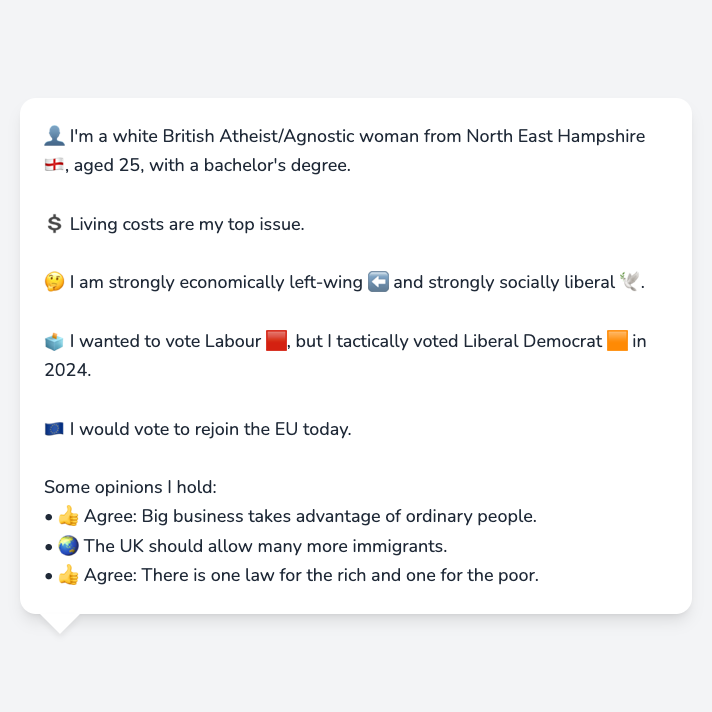 👤 I'm a white British Atheist/Agnostic woman from North East Hampshire
🏴󠁧󠁢󠁥󠁮󠁧󠁿, aged 25, with a bachelor's degree.
💲 Living costs are my top issue.
🤔 I am strongly economically left-wing ⬅️ and strongly socially liberal 🕊️.
🗳️ I wanted to vote Labour 🟥, but I tactically voted Liberal Democrat 🟧 in
2024.
🇪🇺 I would vote to rejoin the EU today.
Some opinions I hold:
• 👍 Agree: Big business takes advantage of ordinary people.
• 🌏 The UK should allow many more immigrants.
• 👍 Agree: There is one law for the rich and one for the poor.